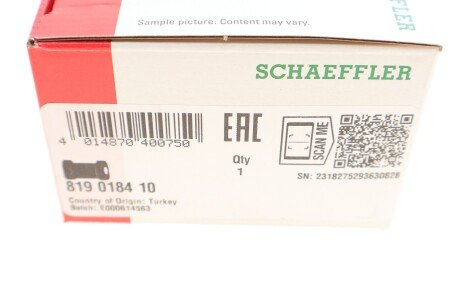 Sample picture. Content may vary.
SCHAEFFLER
4 014870 400750
EAC
Qty
1
SCAN ME
819 0184 10
SN: 2318275293630828
Country of Origin: Turkey
Batch: E000614563